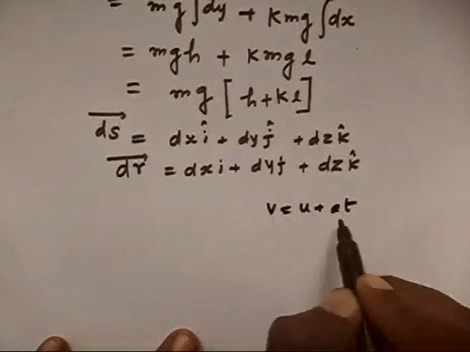 = mg∫dy + Kmg∫dx
= mgh + Kmgl
= mg [h+Kl]
→ds = dx î + dy ĵ + dz k̂
→dr = dx i + dy j + dz k̂
v = u + at